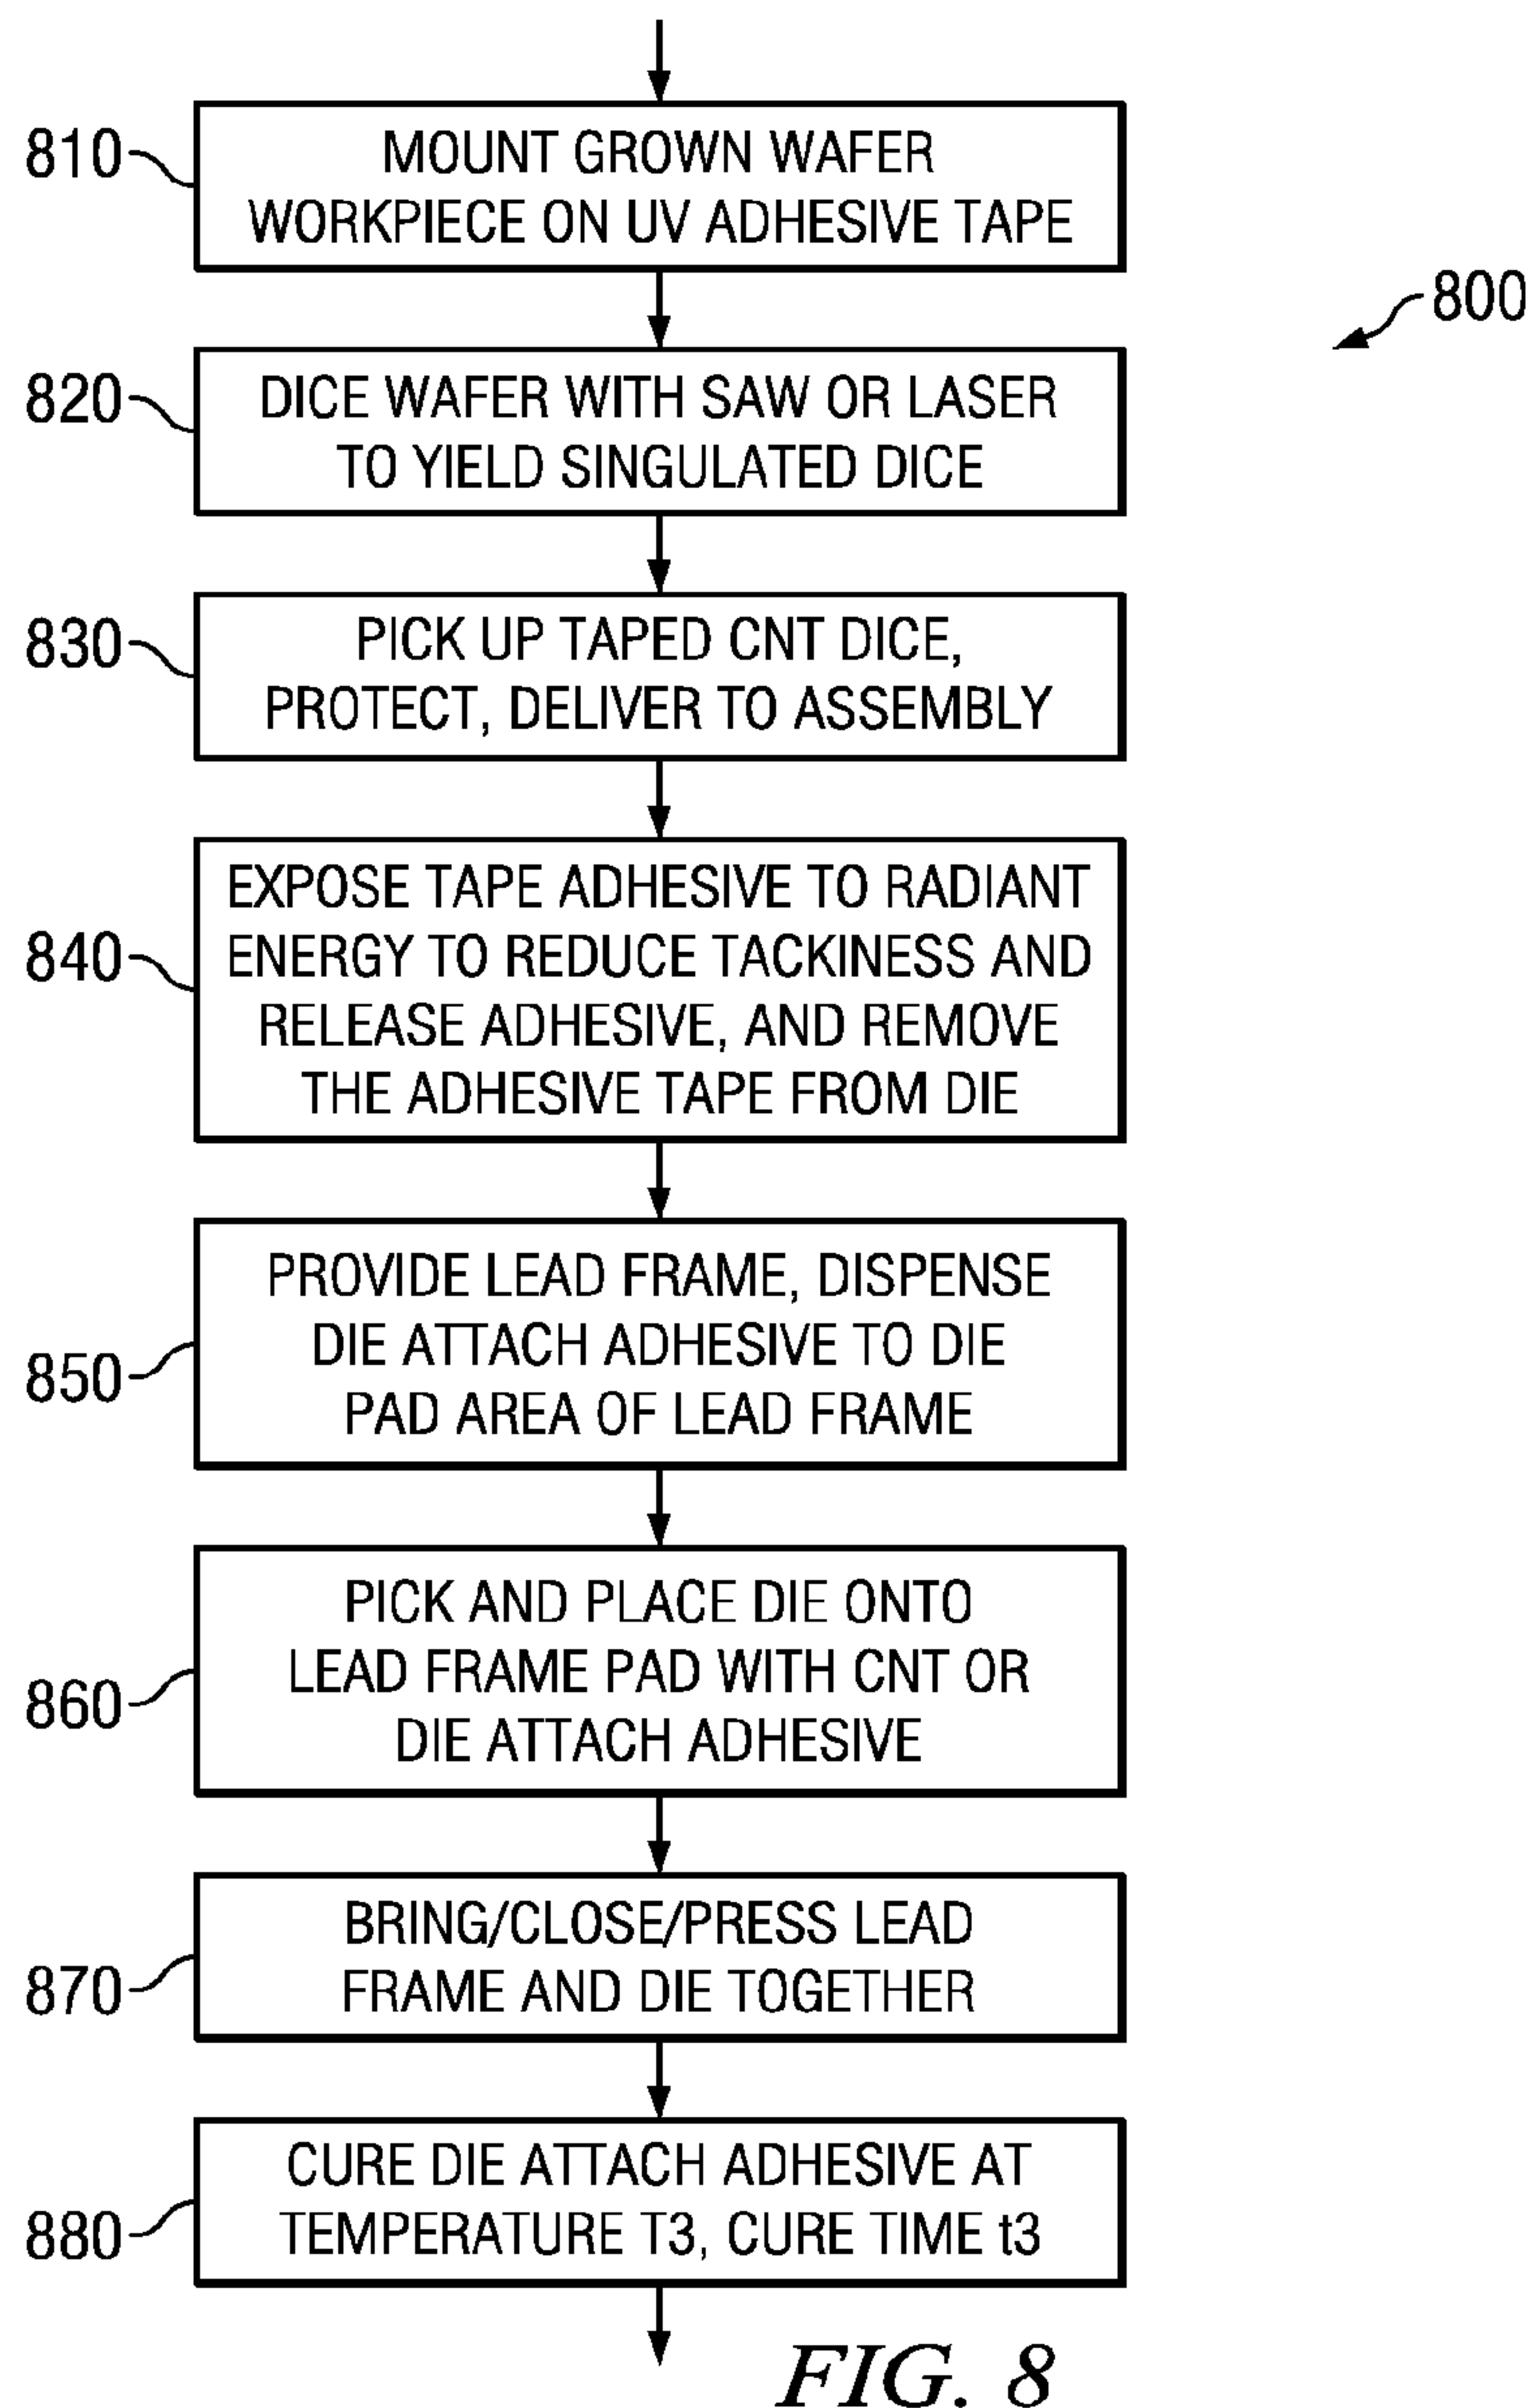 810
MOUNT GROWN WAFER
WORKPIECE ON UV ADHESIVE TAPE
800
820
DICE WAFER WITH SAW OR LASER
TO YIELD SINGULATED DICE
830
PICK UP TAPED CNT DICE,
PROTECT, DELIVER TO ASSEMBLY
840
EXPOSE TAPE ADHESIVE TO RADIANT
ENERGY TO REDUCE TACKINESS AND
RELEASE ADHESIVE, AND REMOVE
THE ADHESIVE TAPE FROM DIE
850
PROVIDE LEAD FRAME, DISPENSE
DIE ATTACH ADHESIVE TO DIE
PAD AREA OF LEAD FRAME
860
PICK AND PLACE DIE ONTO
LEAD FRAME PAD WITH CNT OR
DIE ATTACH ADHESIVE
870
BRING/CLOSE/PRESS LEAD
FRAME AND DIE TOGETHER
880
CURE DIE ATTACH ADHESIVE AT
TEMPERATURE T3, CURE TIME t3
FIG. 8